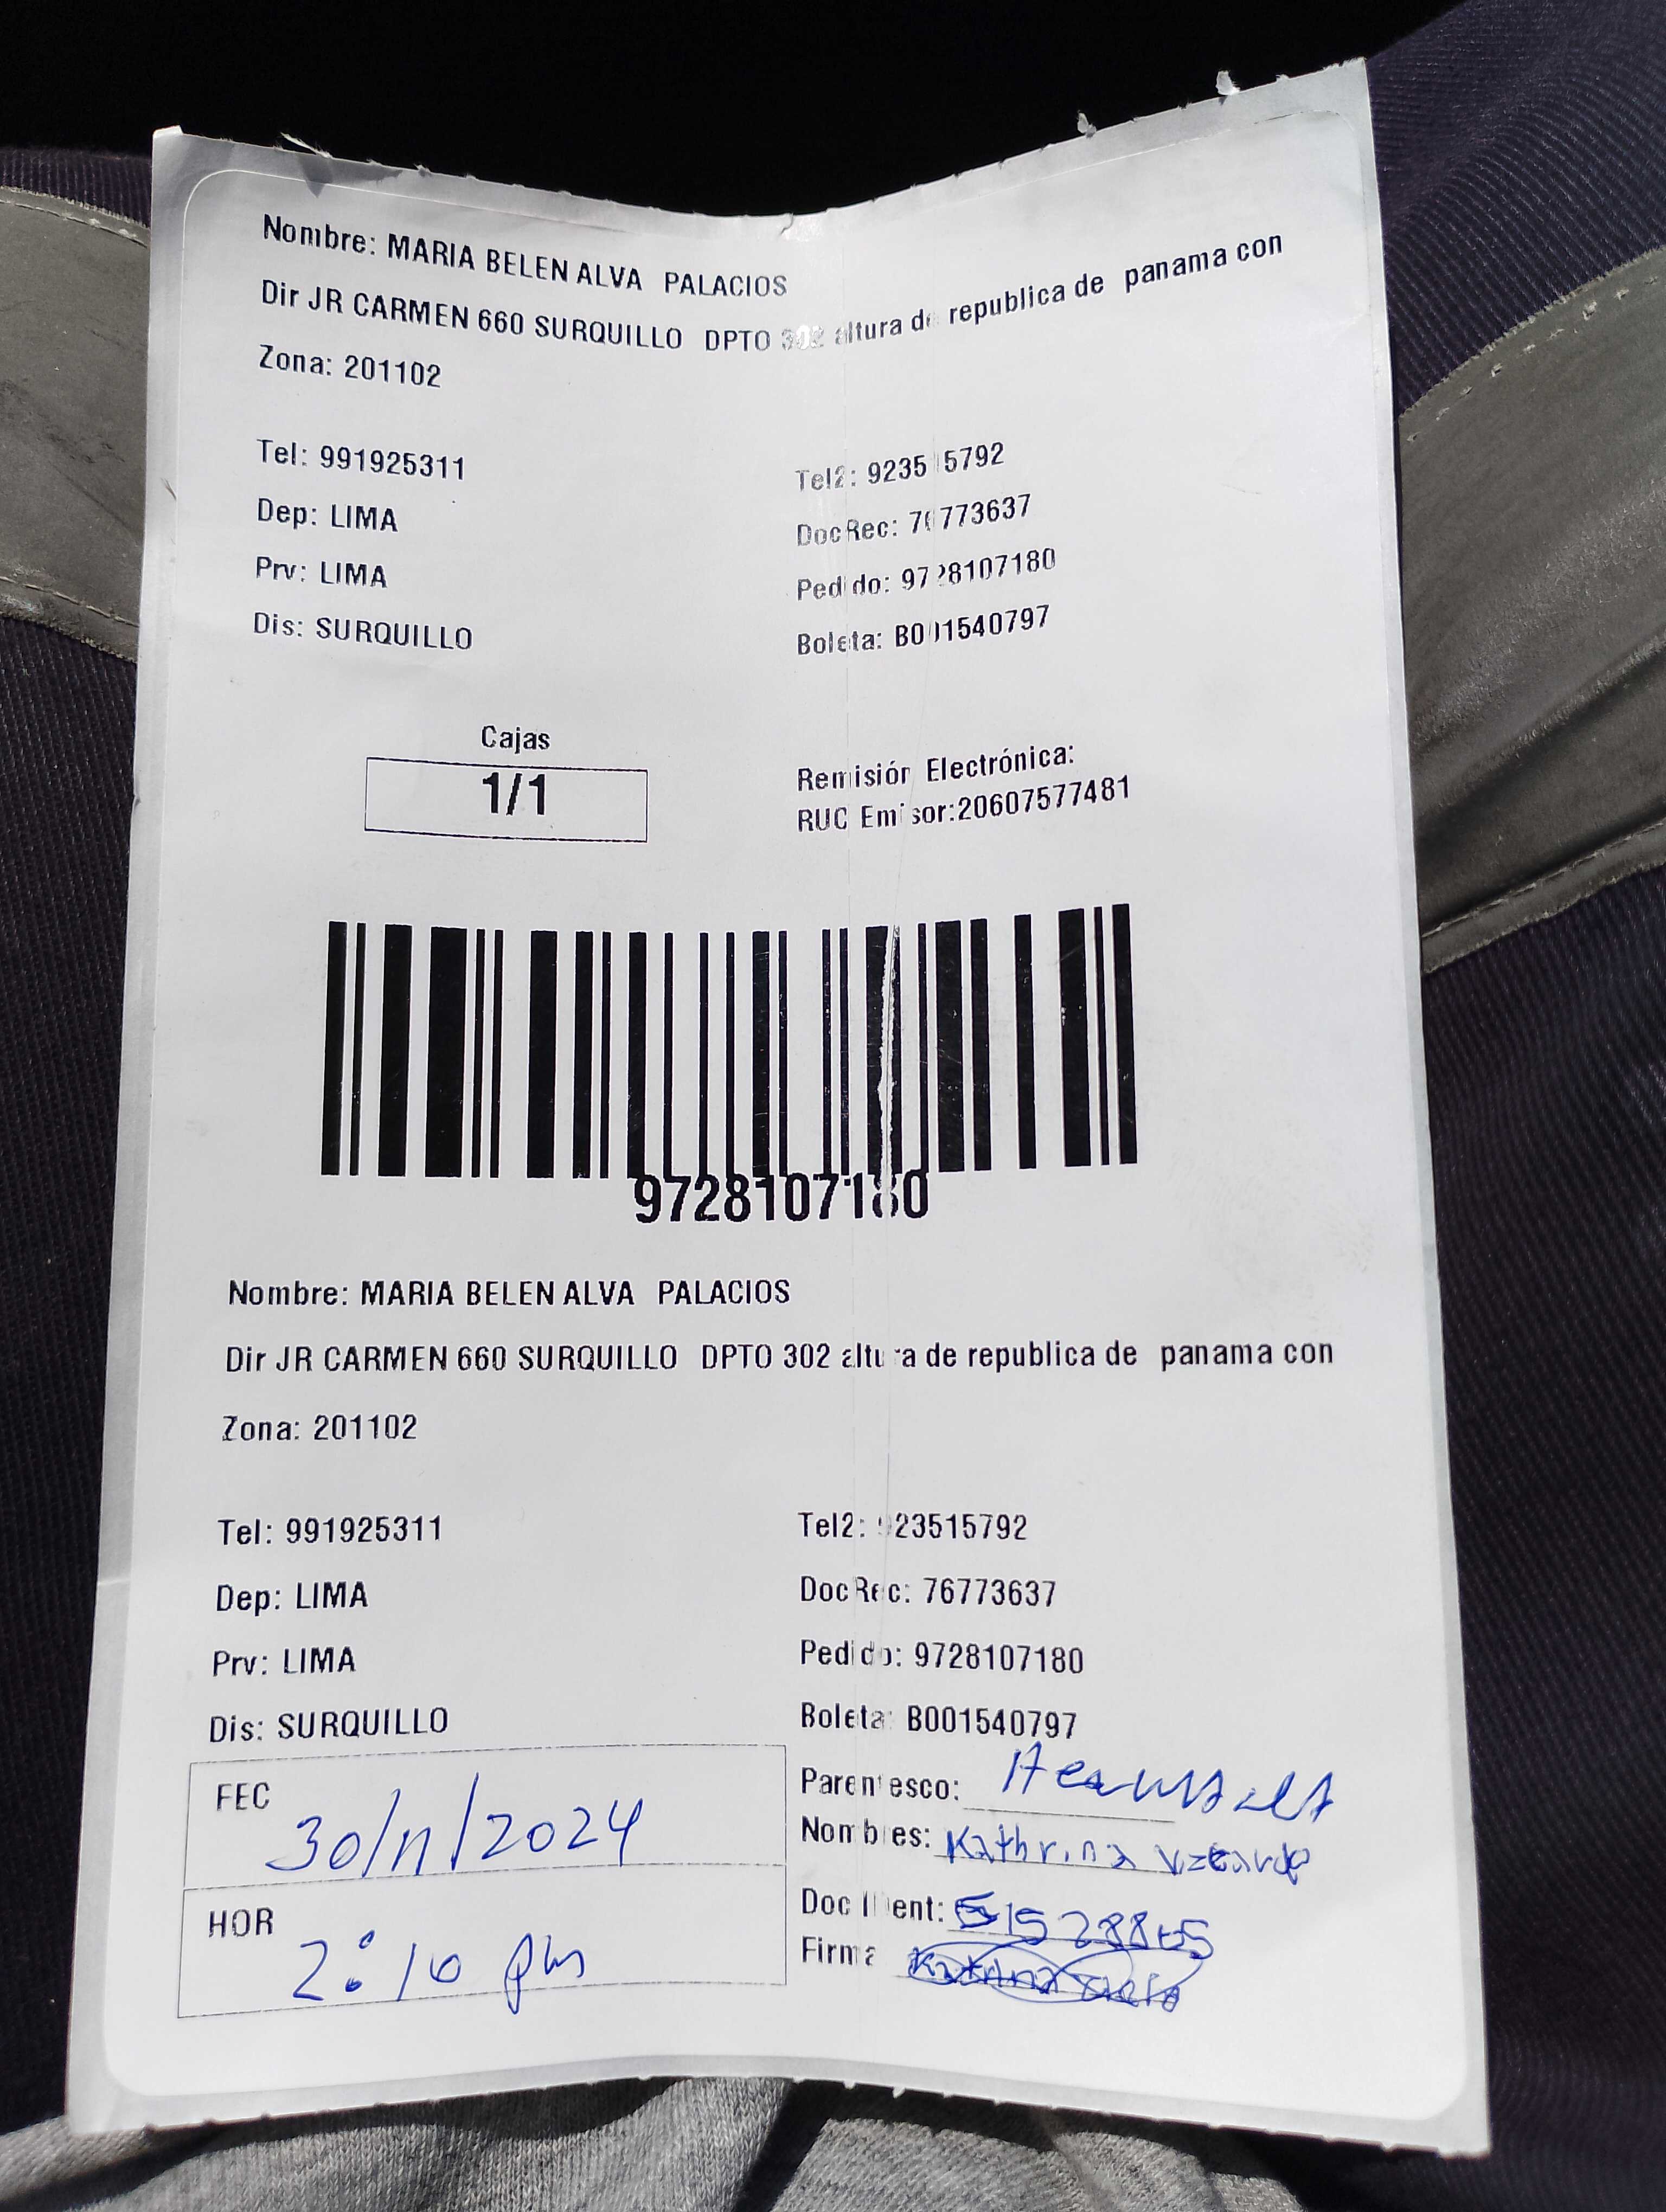 Nombre: MARIA BELEN ALVA PALACIOS
Dir JR CARMEN 660 SURQUILLO DPTO 302 altura de republica de panama con
Zona: 201102
Tel: 991925311 Tel2: 923515792
Dep: LIMA DocRec: 76773637
Prv: LIMA Pedido: 9728107180
Dis: SURQUILLO Boleta: B001540797
Cajas
1/1
Remisión Electrónica:
RUC Emisor:20607577481
9728107180
Nombre: MARIA BELEN ALVA PALACIOS
Dir JR CARMEN 660 SURQUILLO DPTO 302 altura de republica de panama con
Zona: 201102
Tel: 991925311 Tel2: 923515792
Dep: LIMA DocRec: 76773637
Prv: LIMA Pedido: 9728107180
Dis: SURQUILLO Boleta: B001540797
FEC 30/11/2024
HOR 2:10 pm
Parentesco:
Nombres: Kathrina
Doc Ident:
Firma